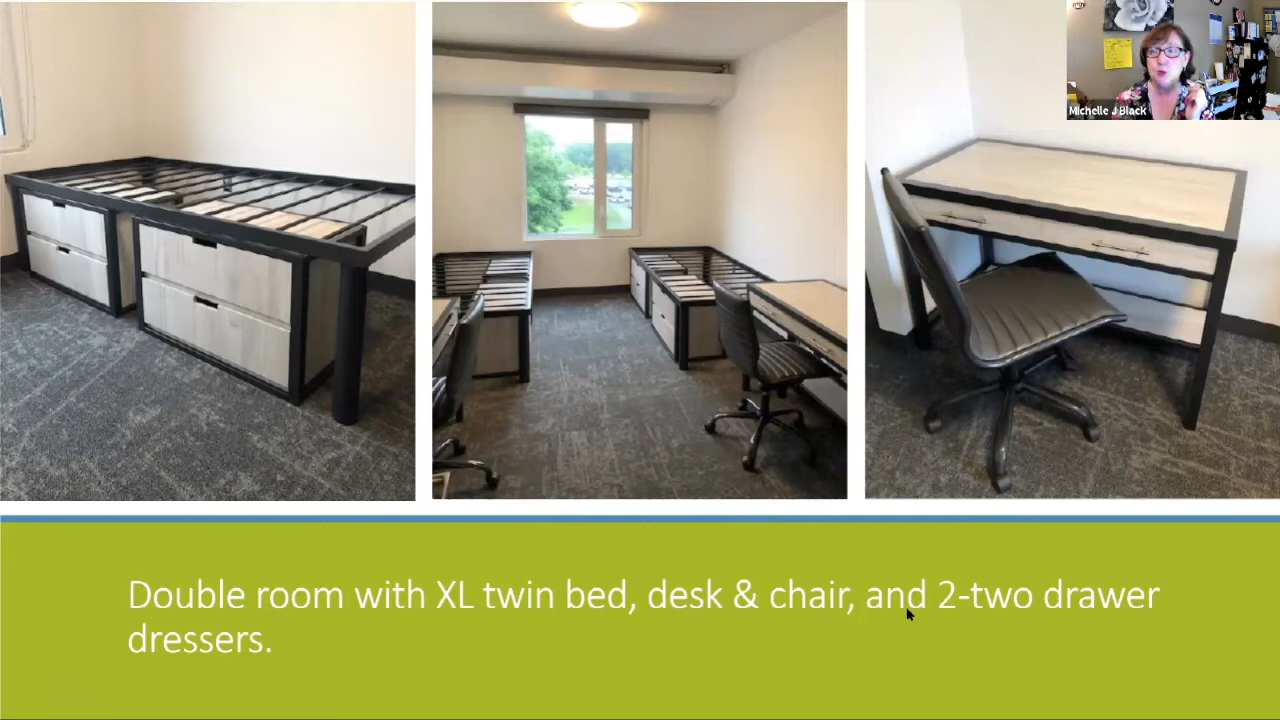 Michelle J Black
Double room with XL twin bed, desk & chair, and 2-two drawer
dressers.